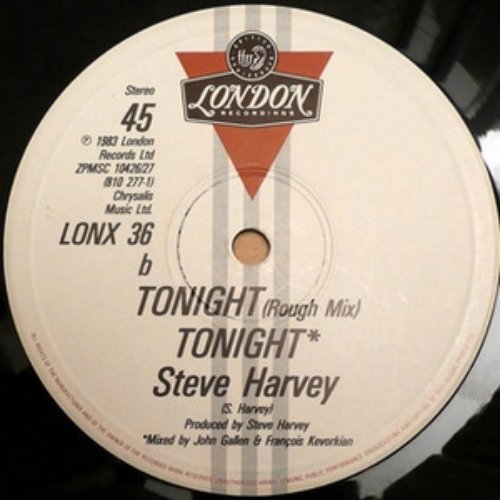 LONDON
RECORDINGS
Stereo
45
℗ 1983 London
Records Ltd
ZPMSC 10426/27
(810 277-1)
Chrysalis
Music Ltd.
LONX 36
b
TONIGHT (Rough Mix)
TONIGHT*
Steve Harvey
(S. Harvey)
Produced by Steve Harvey
*Mixed by John Gallen & François Kevorkian